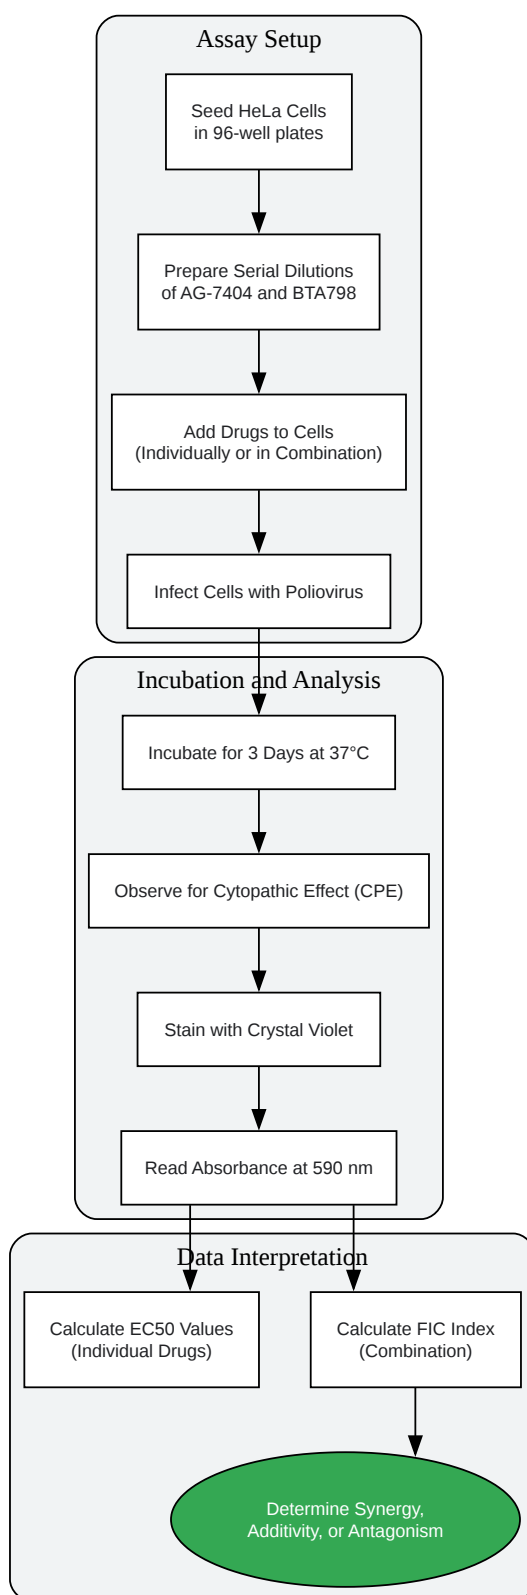 Assay Setup
Seed HeLa Cells
in 96-well plates
Prepare Serial Dilutions
of AG-7404 and BTA798
Add Drugs to Cells
(Individually or in Combination)
Infect Cells with Poliovirus
Incubation and Analysis
Incubate for 3 Days at 37°C
Observe for Cytopathic Effect (CPE)
Stain with Crystal Violet
Read Absorbance at 590 nm
Data Interpretation
Calculate EC50 Values
(Individual Drugs)
Calculate FIC Index
(Combination)
Determine Synergy,
Additivity, or Antagonism